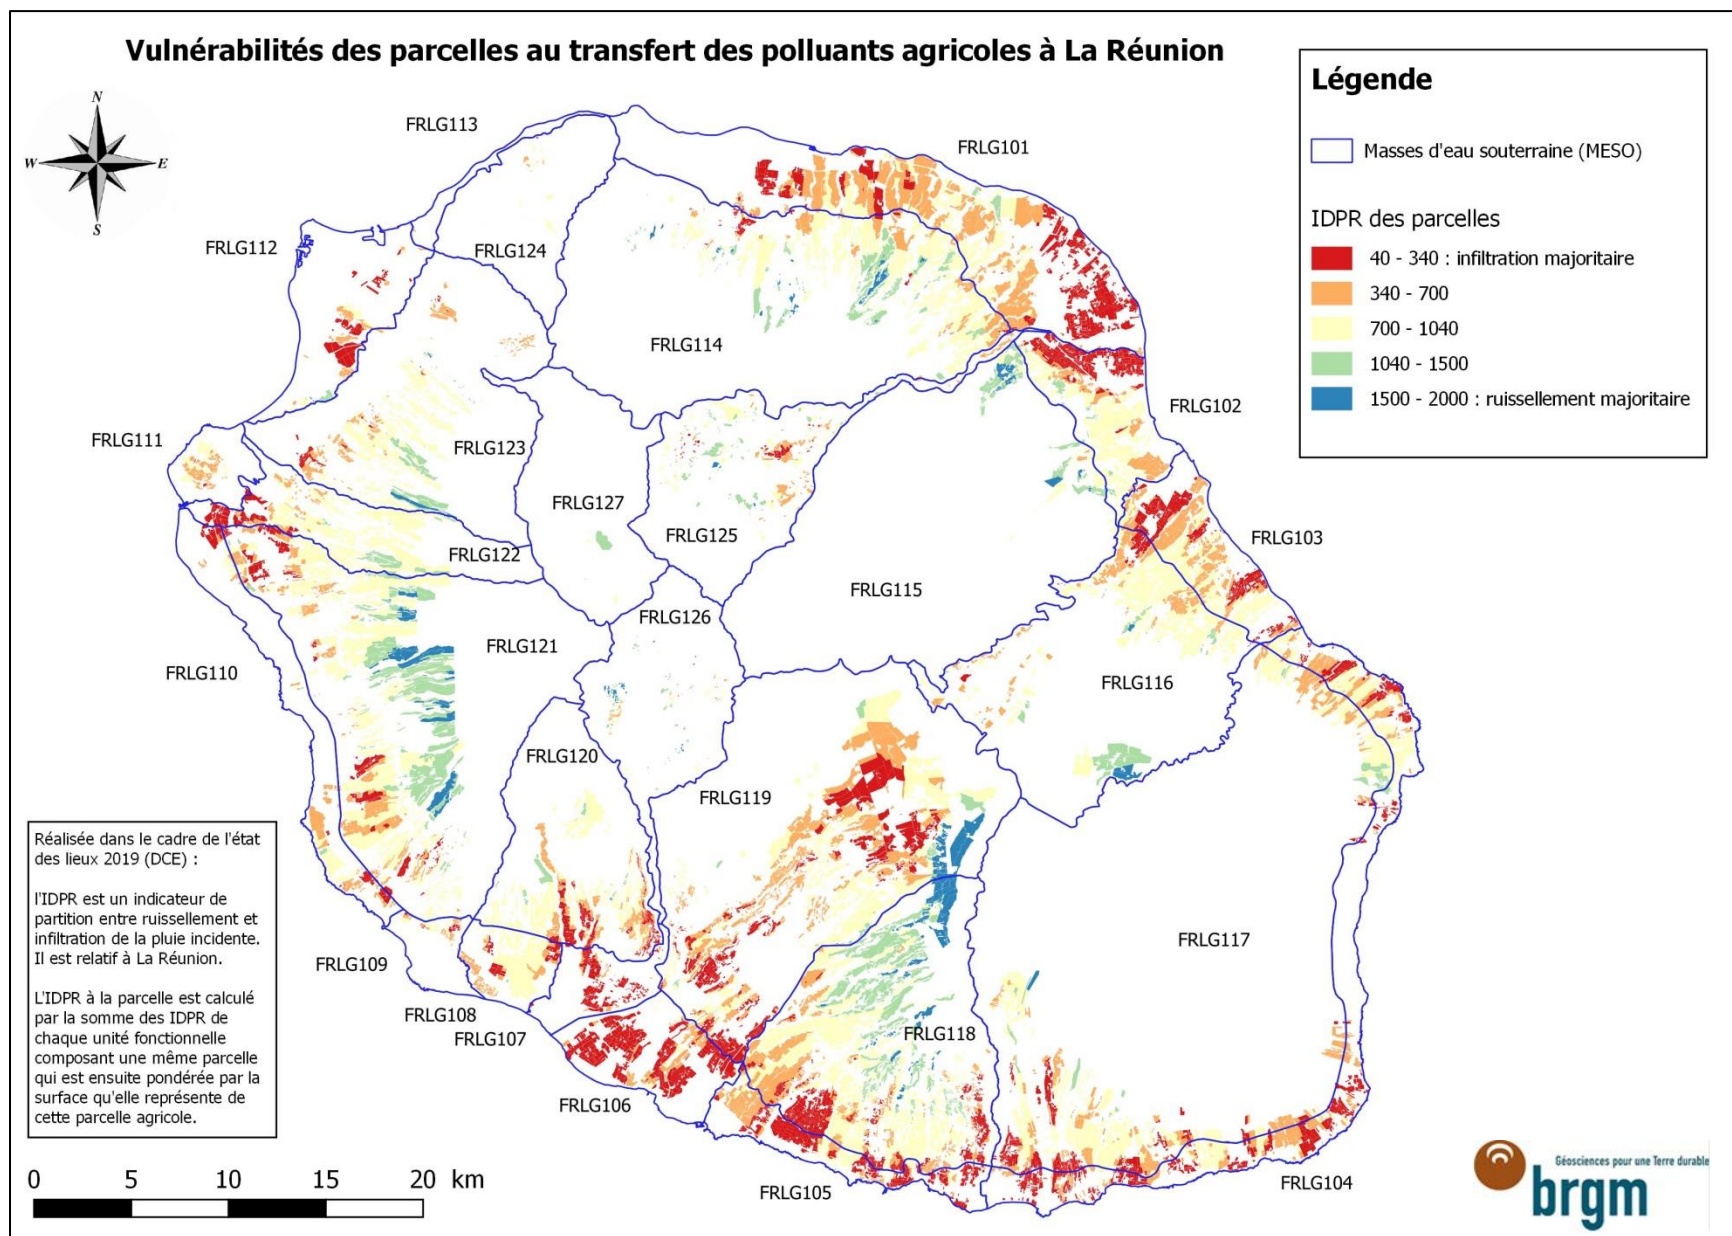 Vulnérabilités des parcelles au transfert des polluants agricoles à La Réunion
N
W
E
S
Légende
Masses d'eau souterraine (MESO)
IDPR des parcelles
40 - 340 : infiltration majoritaire
340 - 700
700 - 1040
1040 - 1500
1500 - 2000 : ruissellement majoritaire
FRLG113
FRLG101
FRLG112
FRLG124
FRLG114
FRLG102
FRLG111
FRLG123
FRLG127
FRLG125
FRLG103
FRLG122
FRLG115
FRLG126
FRLG121
FRLG110
FRLG116
FRLG120
FRLG119
FRLG117
FRLG109
FRLG108
FRLG107
FRLG118
FRLG106
FRLG105
FRLG104
Réalisée dans le cadre de l'état
des lieux 2019 (DCE) :
l'IDPR est un indicateur de
partition entre ruissellement et
infiltration de la pluie incidente.
Il est relatif à La Réunion.
L'IDPR à la parcelle est calculé
par la somme des IDPR de
chaque unité fonctionnelle
composant une même parcelle
qui est ensuite pondérée par la
surface qu'elle représente de
cette parcelle agricole.
0 5 10 15 20 km
Géosciences pour une Terre durable
brgm